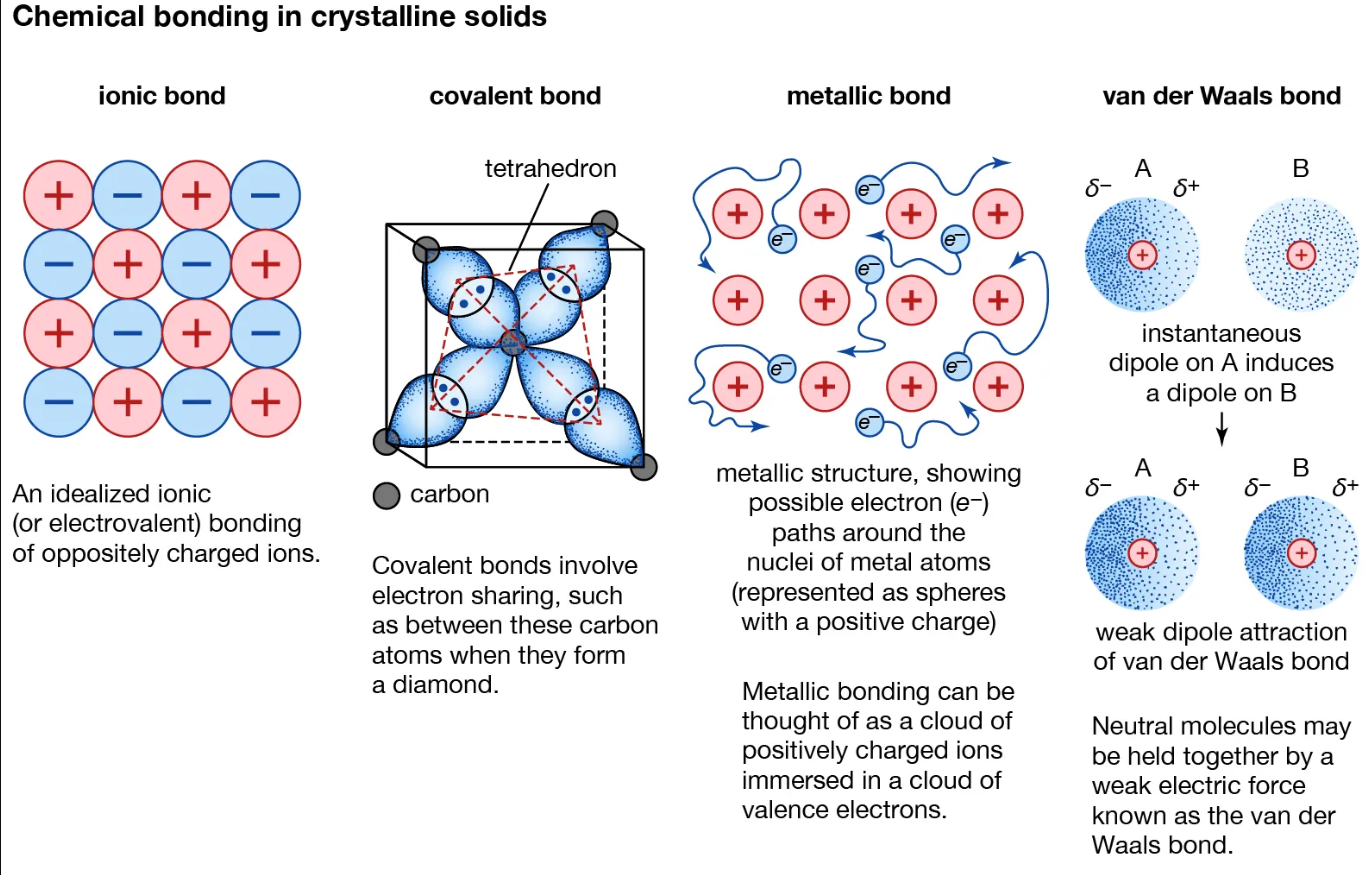 Chemical bonding in crystalline solids
ionic bond
+ − + −
− + − +
+ − + −
− + − +
An idealized ionic
(or electrovalent) bonding
of oppositely charged ions.
covalent bond
tetrahedron
carbon
Covalent bonds involve
electron sharing, such
as between these carbon
atoms when they form
a diamond.
metallic bond
e−
+ + + +
e− e−
e−
+ + + +
e− e−
+ + + +
e−
metallic structure, showing
possible electron (e−)
paths around the
nuclei of metal atoms
(represented as spheres
with a positive charge)
Metallic bonding can be
thought of as a cloud of
positively charged ions
immersed in a cloud of
valence electrons.
van der Waals bond
A B
δ− δ+
+ +
instantaneous
dipole on A induces
a dipole on B
A B
δ− δ+ δ− δ+
+ +
weak dipole attraction
of van der Waals bond
Neutral molecules may
be held together by a
weak electric force
known as the van der
Waals bond.